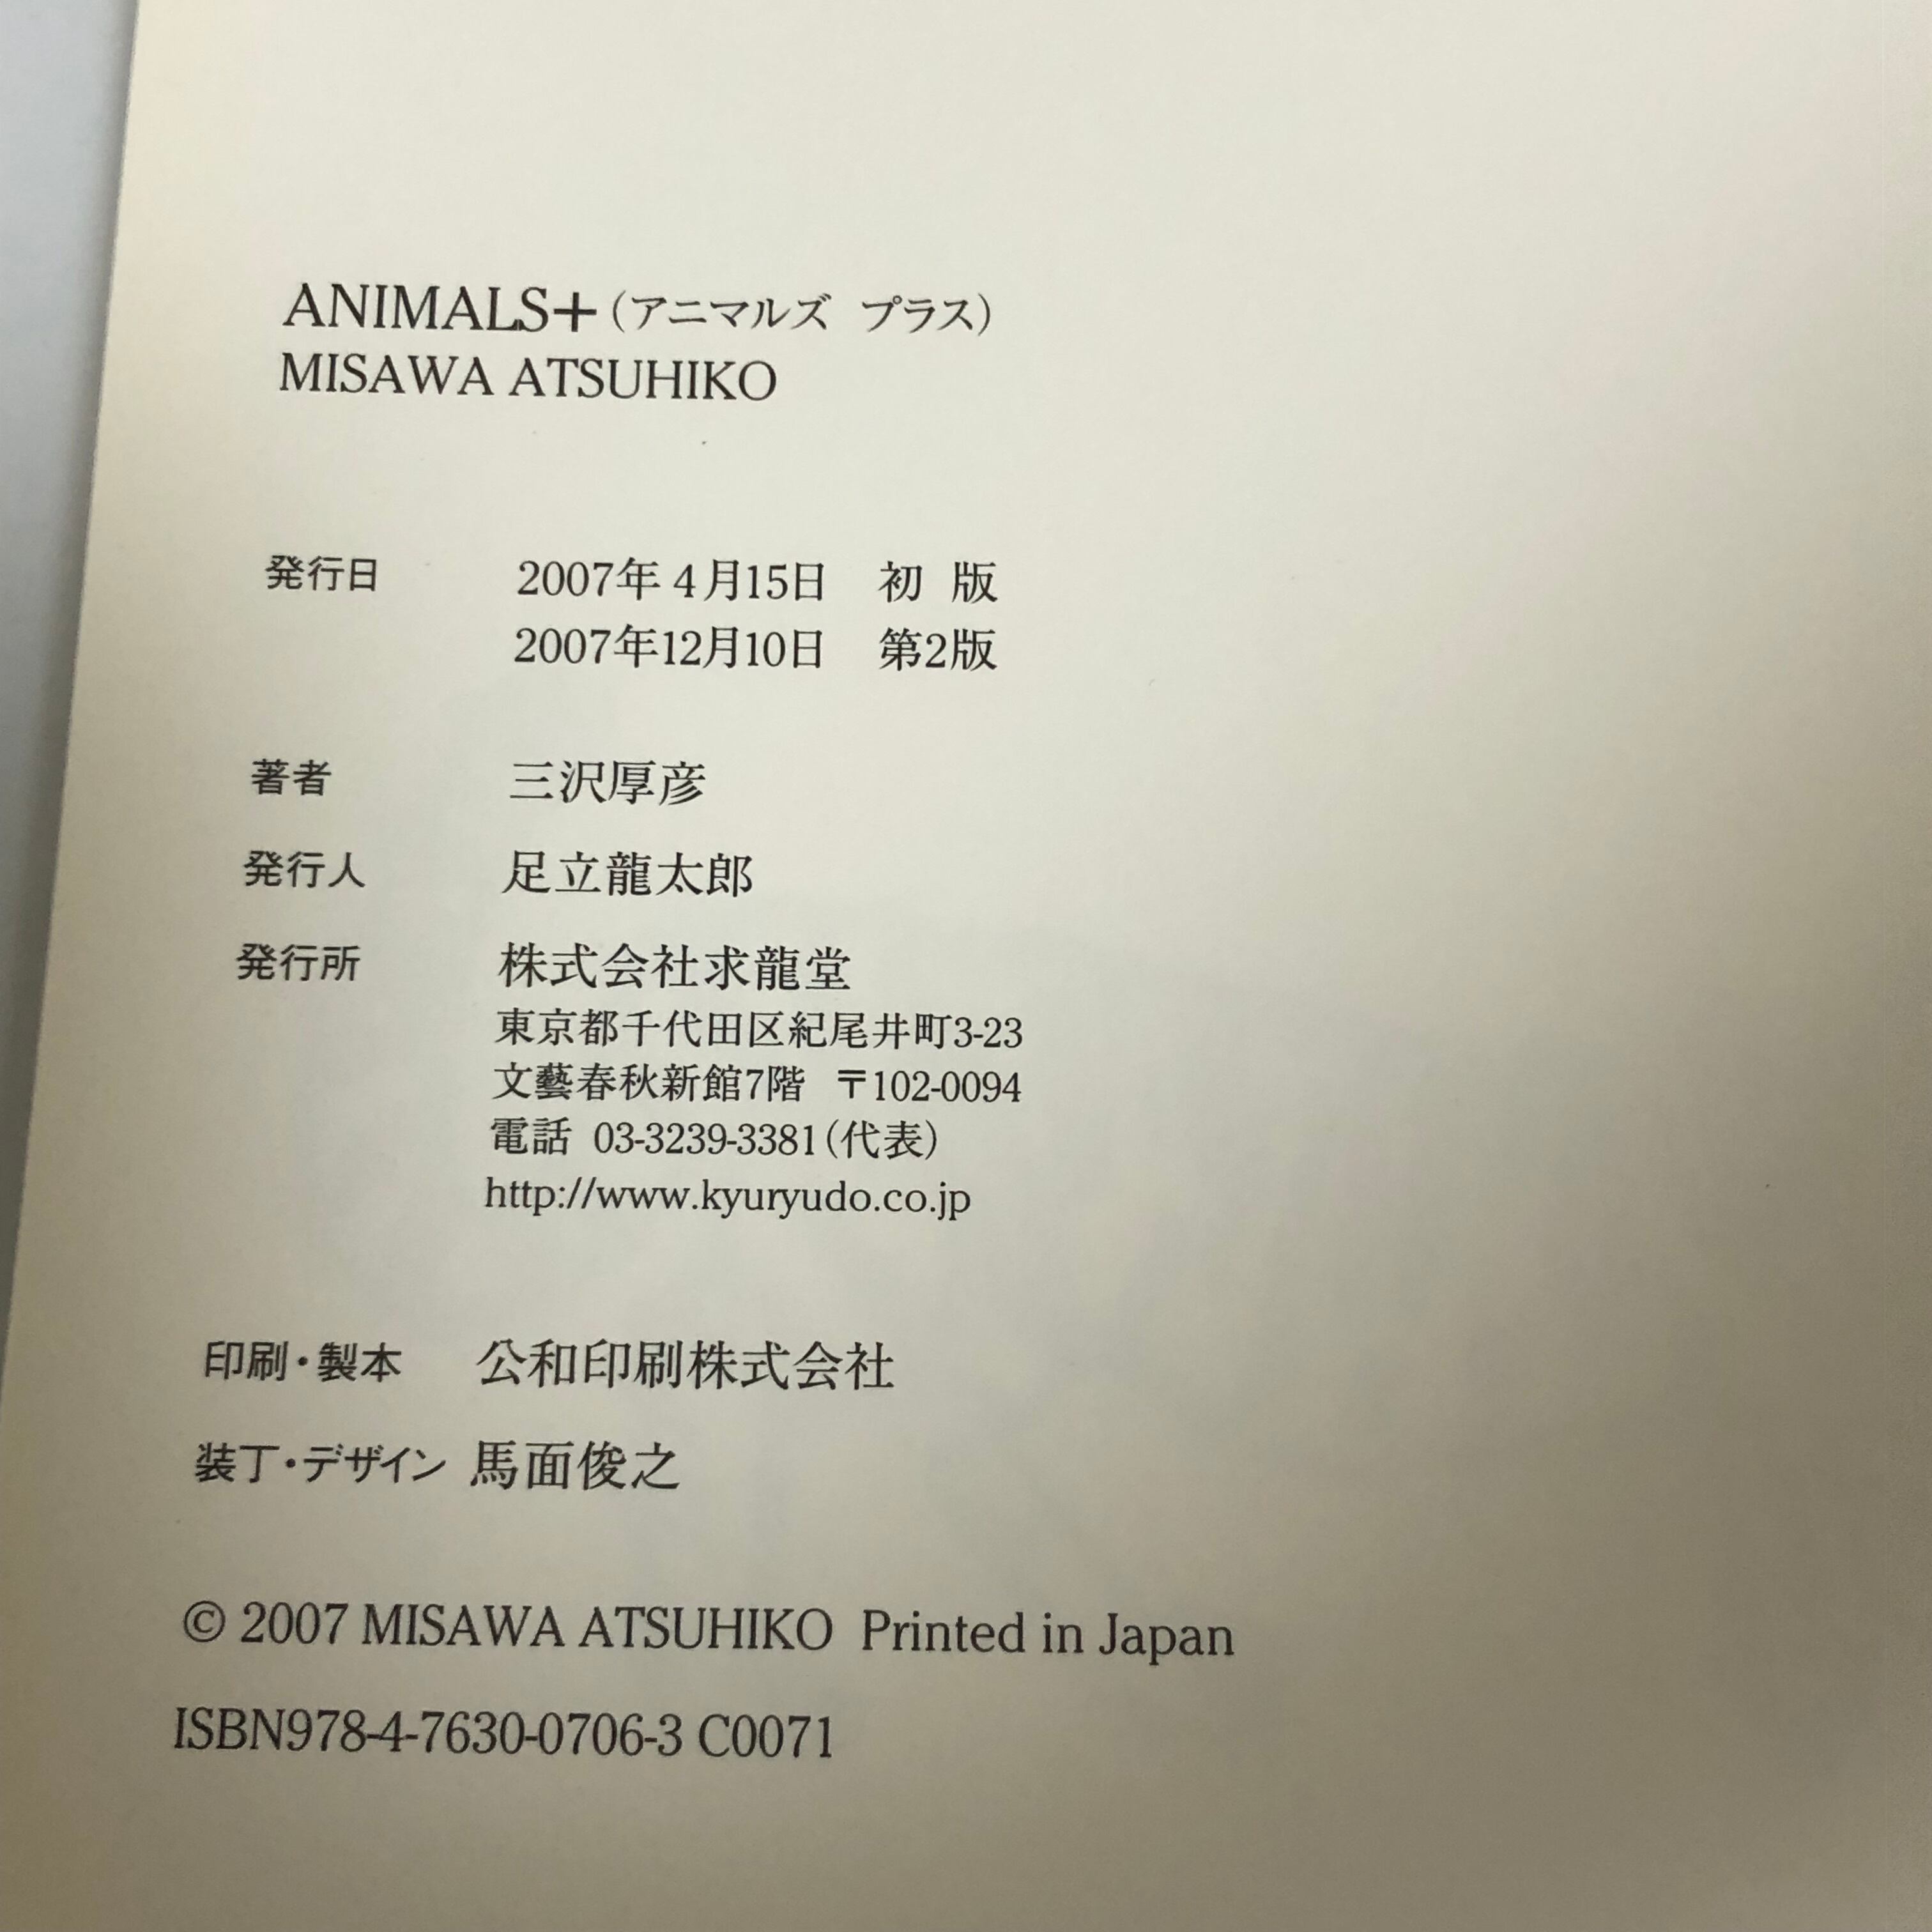 ANIMALS+(アニマルズ プラス)
MISAWA ATSUHIKO
発行日 2007年4月15日 初 版
2007年12月10日 第2版
著者 三沢厚彦
発行人 足立龍太郎
発行所 株式会社求龍堂
東京都千代田区紀尾井町3-23
文藝春秋新館7階 〒102-0094
電話 03-3239-3381(代表)
http://www.kyuryudo.co.jp
印刷・製本 公和印刷株式会社
装丁・デザイン 馬面俊之
© 2007 MISAWA ATSUHIKO Printed in Japan
ISBN978-4-7630-0706-3 C0071